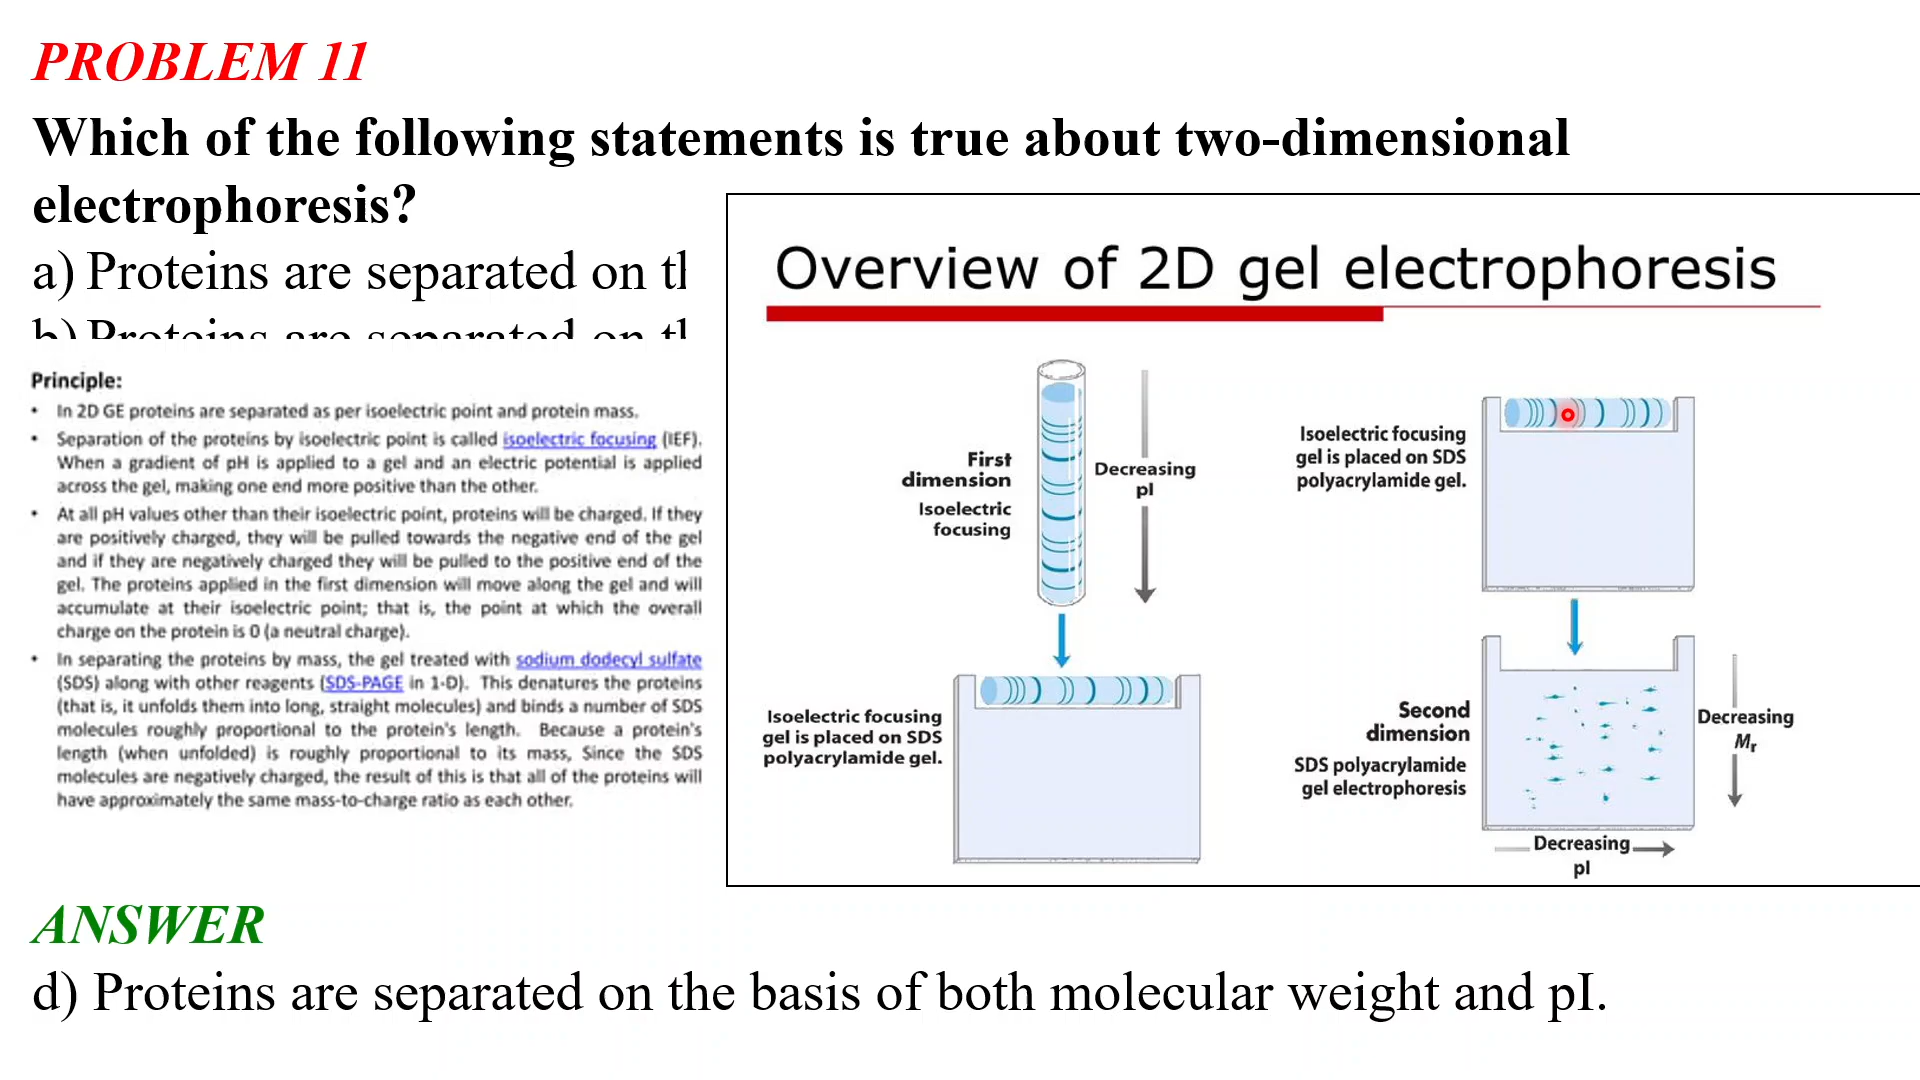 PROBLEM 11
Which of the following statements is true about two-dimensional
electrophoresis?
a) Proteins are separated on th
b) Proteins are separated on th
Principle:
• In 2D GE proteins are separated as per isoelectric point and protein mass.
• Separation of the proteins by isoelectric point is called isoelectric focusing (IEF).
When a gradient of pH is applied to a gel and an electric potential is applied
across the gel, making one end more positive than the other.
• At all pH values other than their isoelectric point, proteins will be charged. If they
are positively charged, they will be pulled towards the negative end of the gel
and if they are negatively charged they will be pulled to the positive end of the
gel. The proteins applied in the first dimension will move along the gel and will
accumulate at their isoelectric point; that is, the point at which the overall
charge on the protein is 0 (a neutral charge).
• In separating the proteins by mass, the gel treated with sodium dodecyl sulfate
(SDS) along with other reagents (SDS-PAGE in 1-D). This denatures the proteins
(that is, it unfolds them into long, straight molecules) and binds a number of SDS
molecules roughly proportional to the protein's length. Because a protein's
length (when unfolded) is roughly proportional to its mass, Since the SDS
molecules are negatively charged, the result of this is that all of the proteins will
have approximately the same mass-to-charge ratio as each other.
Overview of 2D gel electrophoresis
First
dimension
Isoelectric
focusing
Decreasing
pI
Isoelectric focusing
gel is placed on SDS
polyacrylamide gel.
Isoelectric focusing
gel is placed on SDS
polyacrylamide gel.
Second
dimension
SDS polyacrylamide
gel electrophoresis
Decreasing
Mr
Decreasing
pI
ANSWER
d) Proteins are separated on the basis of both molecular weight and pI.